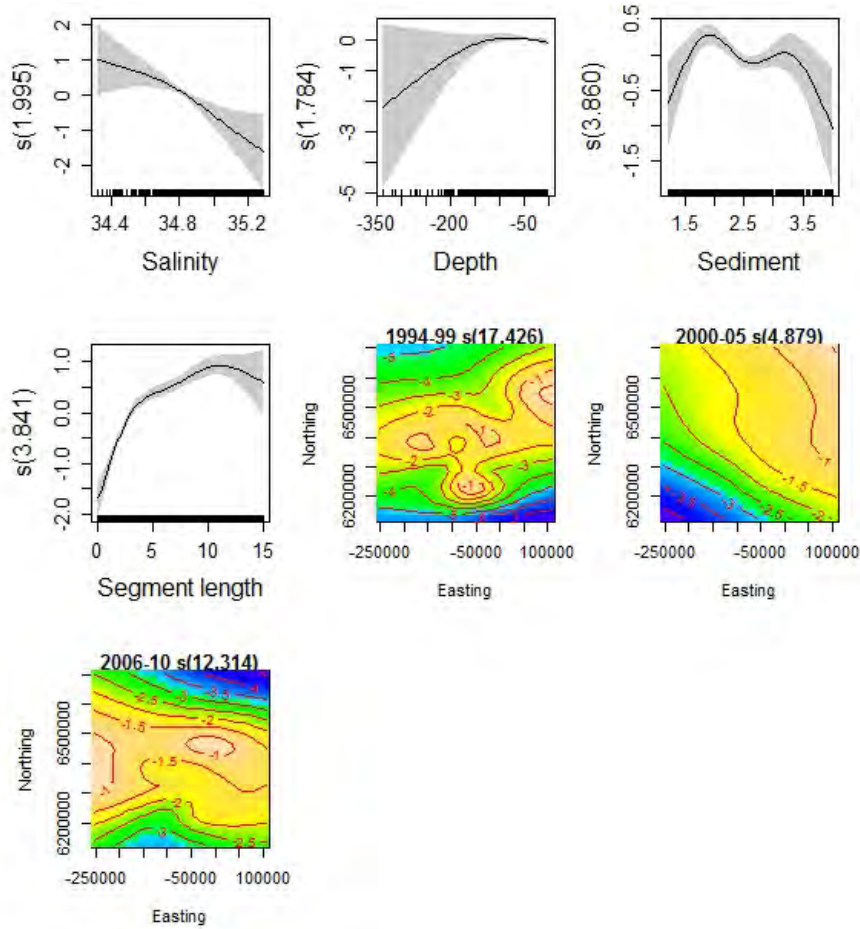 s(1.995)
2
1
0
-1
-2
34.4 34.8 35.2
Salinity
s(1.784)
0
-1
-3
-5
-350 -200 -50
Depth
s(3.860)
0.5
-0.5
-1.5
1.5 2.5 3.5
Sediment
s(3.841)
1.0
0.0
-1.0
-2.0
0 5 10 15
Segment length
1994-99 s(17,426)
Northing
6500000
6200000
-250000 -50000 100000
Easting
2000-05 s(4,879)
Northing
6500000
6200000
-250000 -50000 100000
Easting
2006-10 s(12,314)
Northing
6500000
6200000
-250000 -50000 100000
Easting